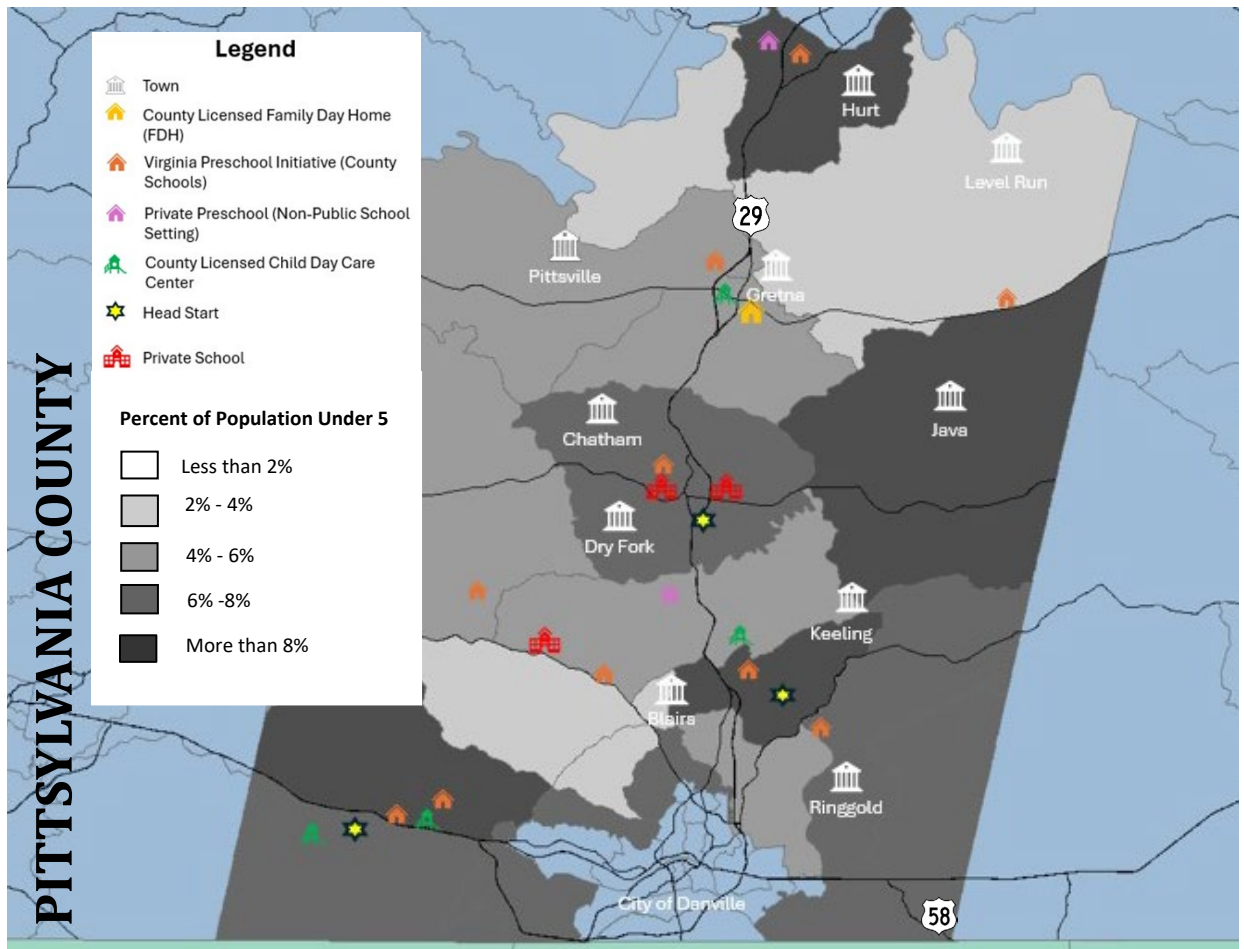 Legend
Town
County Licensed Family Day Home
(FDH)
Virginia Preschool Initiative (County
Schools)
Private Preschool (Non-Public School
Setting)
County Licensed Child Day Care
Center
Head Start
Private School
Percent of Population Under 5
Less than 2%
2% - 4%
4% - 6%
6% -8%
More than 8%
PITTSYLVANIA COUNTY
Hurt
Level Run
29
Pittsville
Gretna
Chatham
Java
Dry Fork
Keeling
Blairs
Ringgold
City of Danville
58